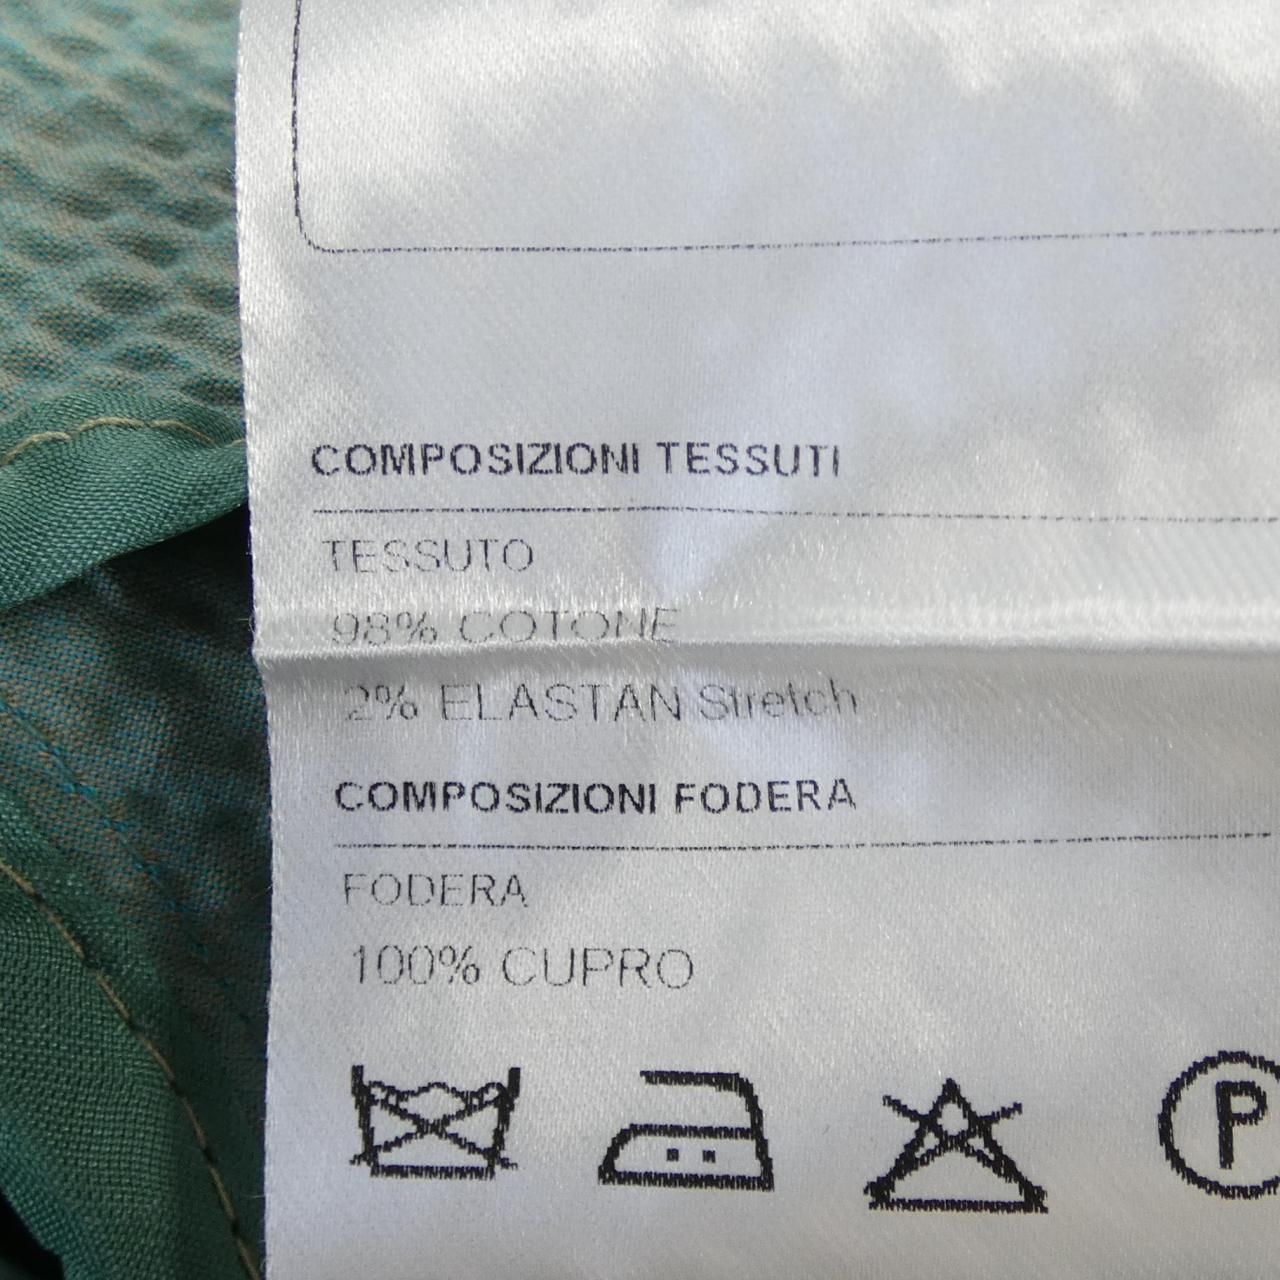 COMPOSIZIONI TESSUTI
TESSUTO
98% COTONE
2% ELASTAN Stretch
COMPOSIZIONI FODERA
FODERA
100% CUPRO
P